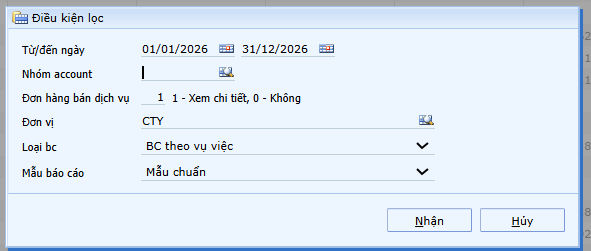 Điều kiện lọc
Từ/đến ngày 01/01/2026 31/12/2026
Nhóm account
Đơn hàng bán dịch vụ 1 1 - Xem chi tiết, 0 - Không
Đơn vị CTY
Loại bc BC theo vụ việc
Mẫu báo cáo Mẫu chuẩn
Nhận Hủy